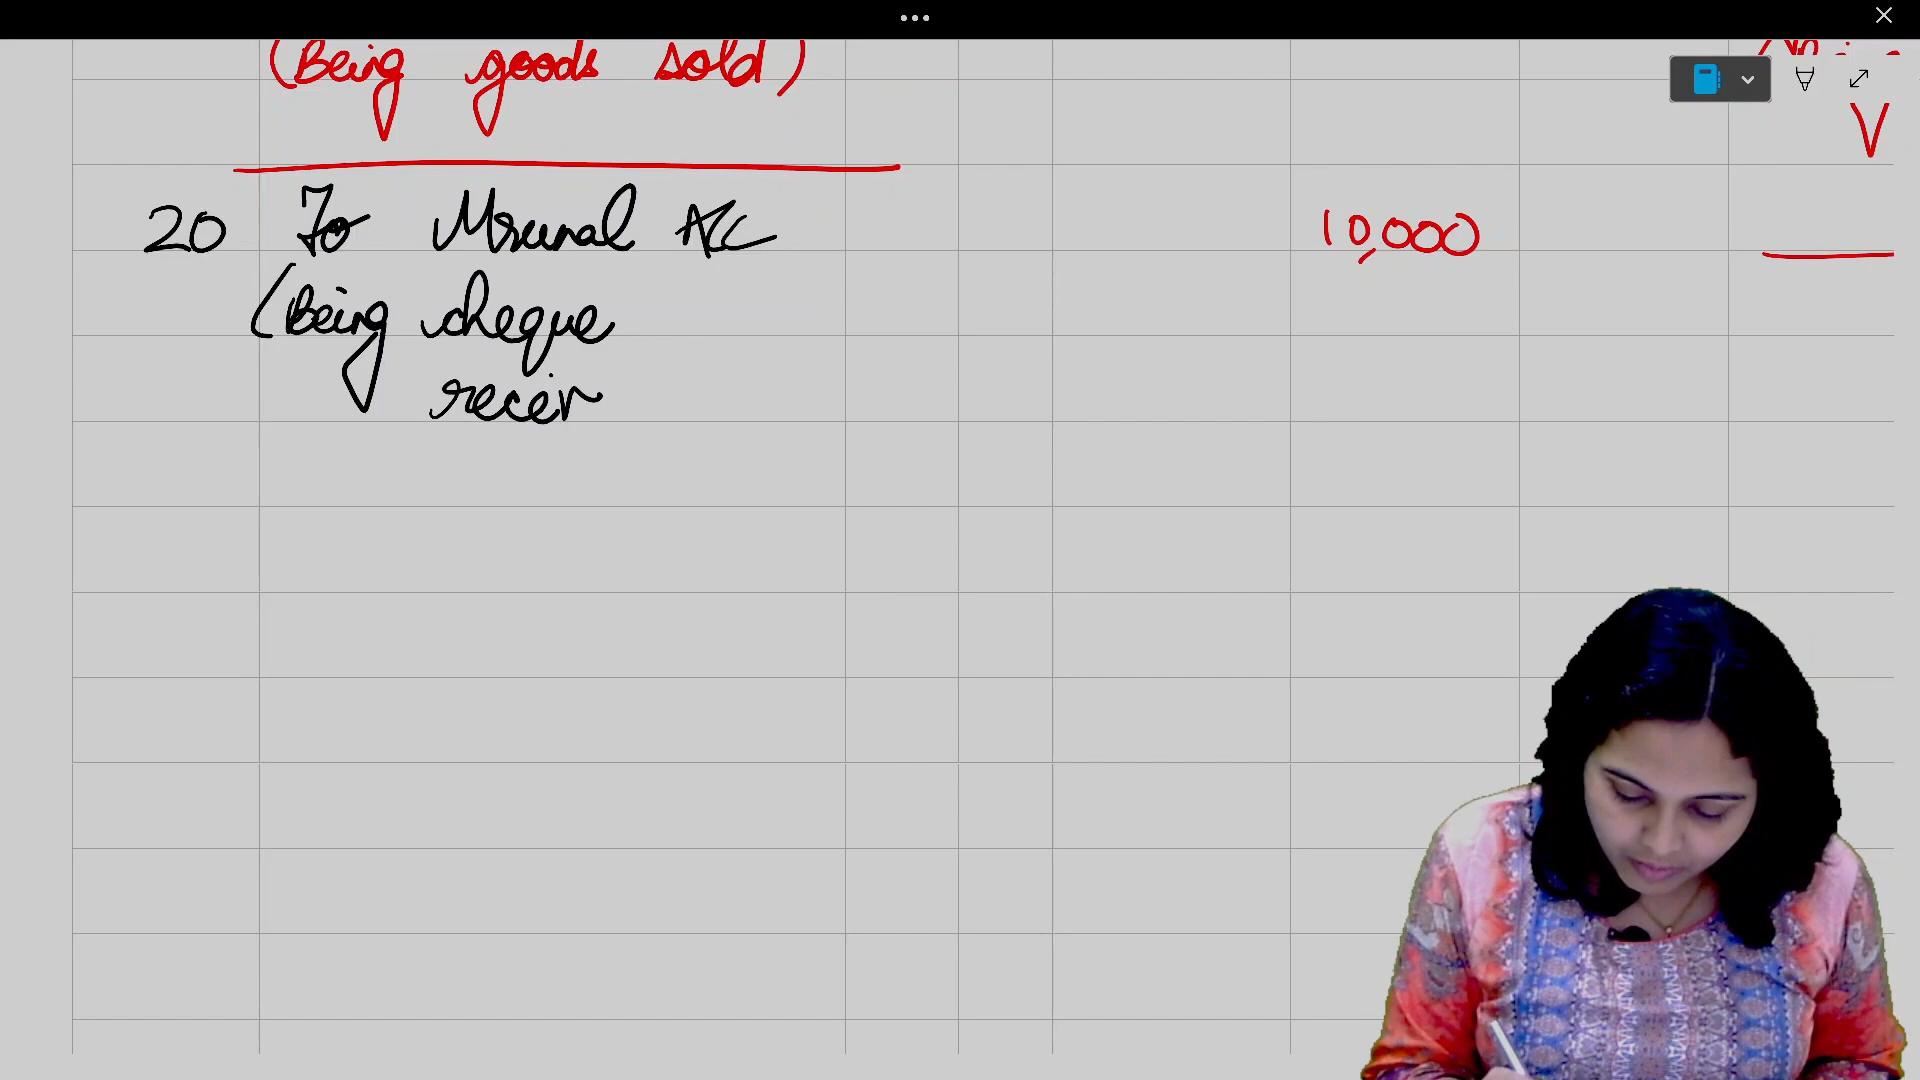 (Being goods sold)
20 To Mrunal A/C 10,000
(Being cheque
receiv